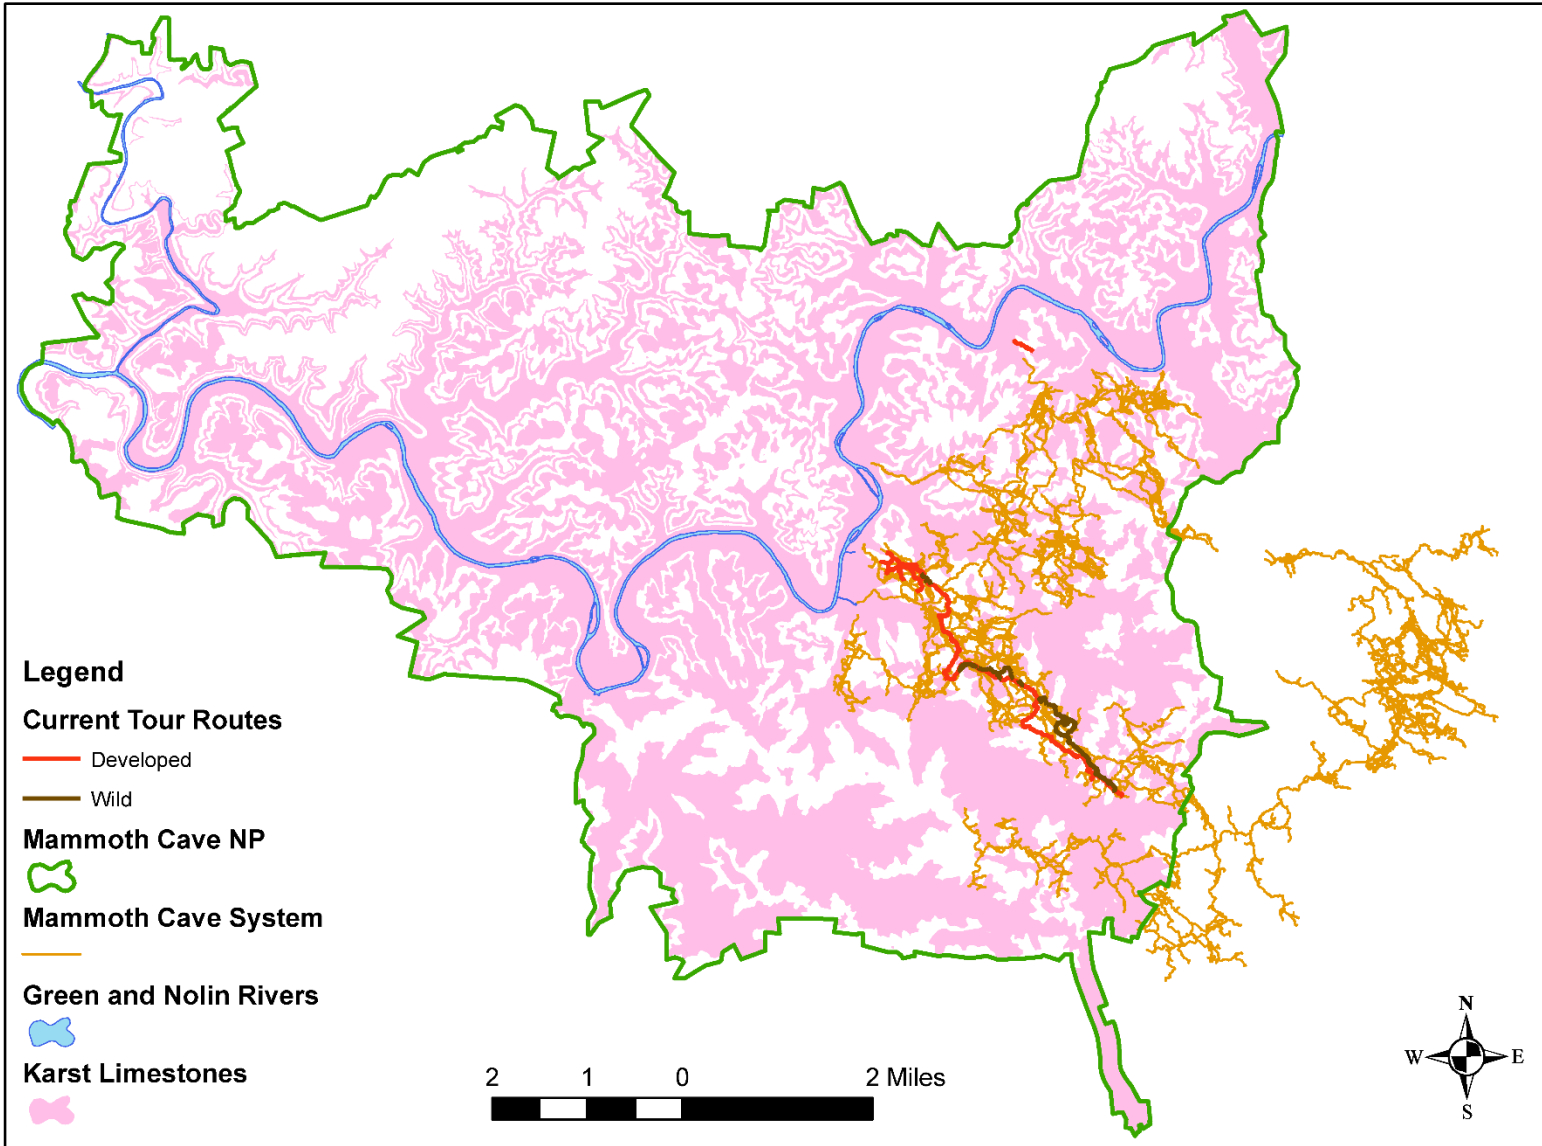 Legend
Current Tour Routes
Developed
Wild
Mammoth Cave NP
Mammoth Cave System
Green and Nolin Rivers
Karst Limestones
2 1 0 2 Miles
N
W E
S